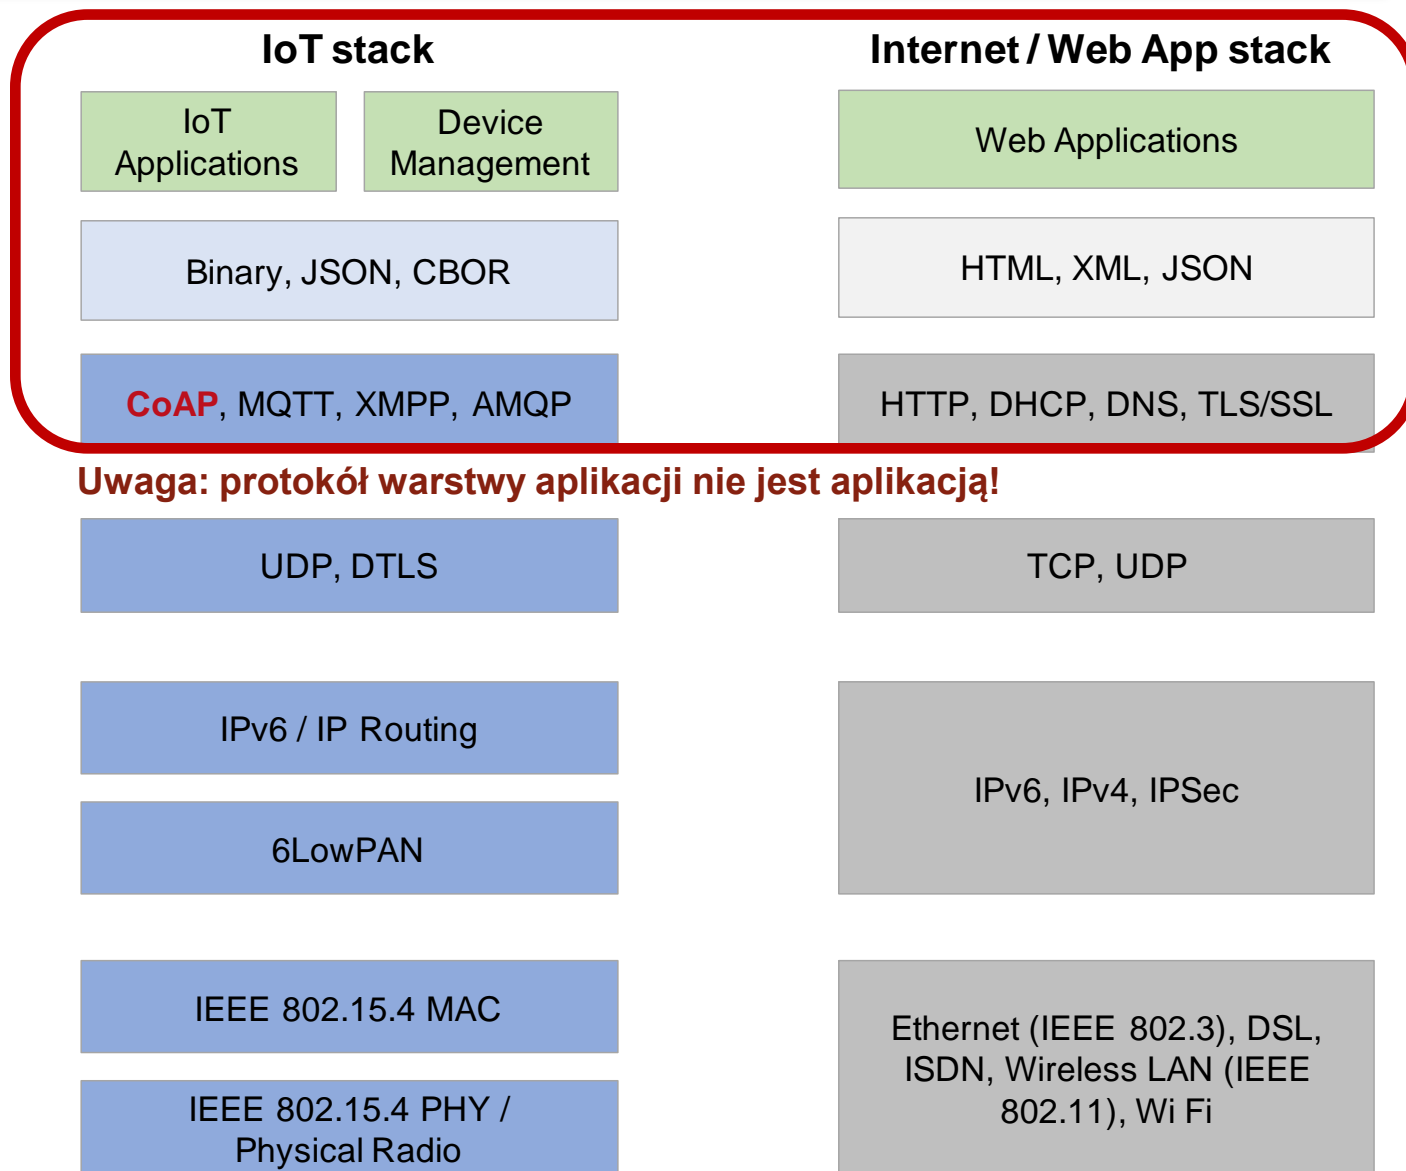 IoT stack
Internet / Web App stack
IoT
Applications
Device
Management
Web Applications
Binary, JSON, CBOR
HTML, XML, JSON
CoAP, MQTT, XMPP, AMQP
HTTP, DHCP, DNS, TLS/SSL
Uwaga: protokół warstwy aplikacji nie jest aplikacją!
UDP, DTLS
TCP, UDP
IPv6 / IP Routing
6LowPAN
IPv6, IPv4, IPSec
IEEE 802.15.4 MAC
IEEE 802.15.4 PHY /
Physical Radio
Ethernet (IEEE 802.3), DSL,
ISDN, Wireless LAN (IEEE
802.11), Wi Fi